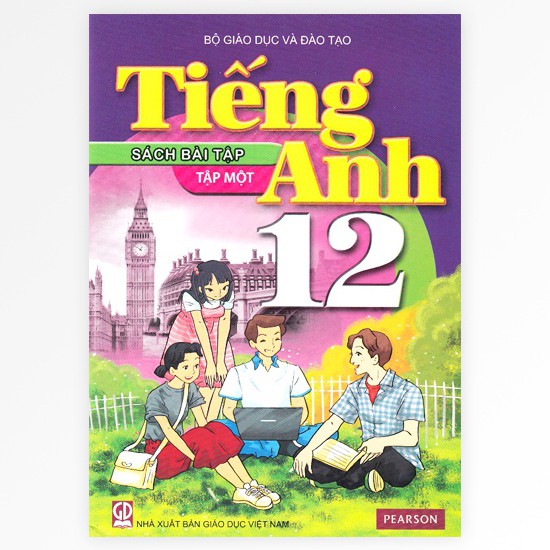 BỘ GIÁO DỤC VÀ ĐÀO TẠO
Tiếng
Anh
SÁCH BÀI TẬP
TẬP MỘT
12
GD
NHÀ XUẤT BẢN GIÁO DỤC VIỆT NAM
PEARSON